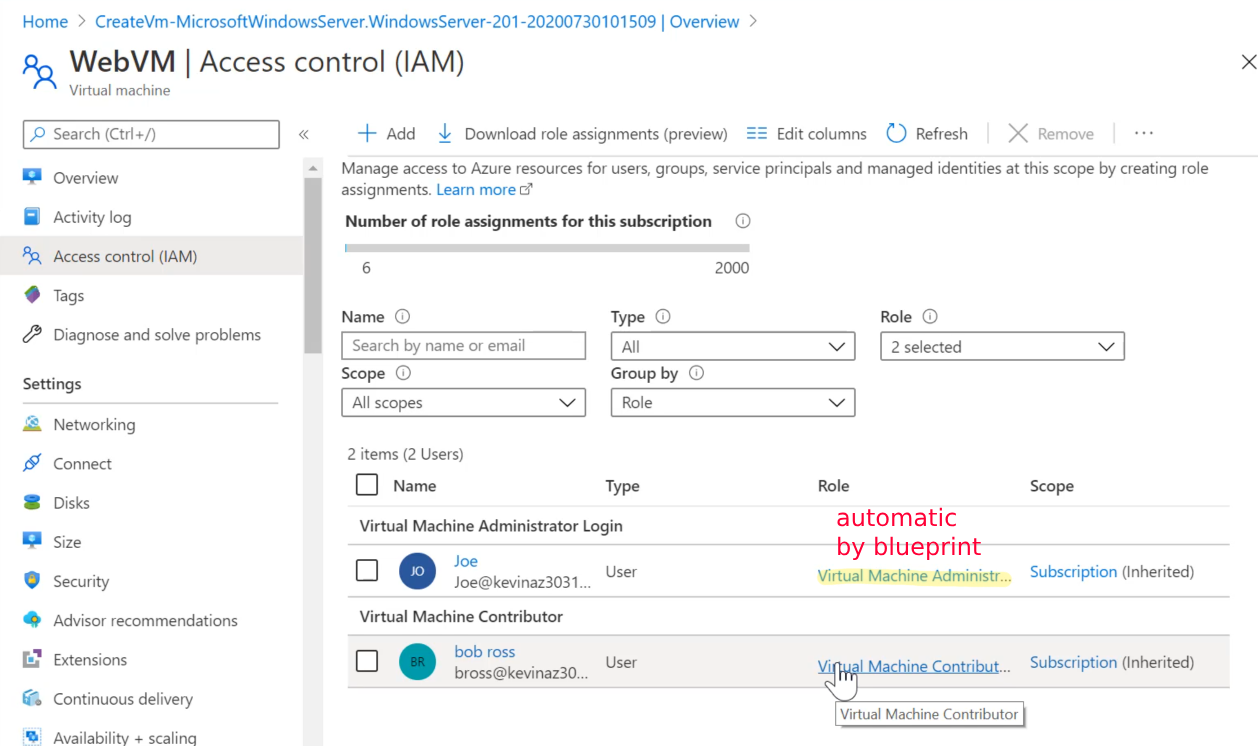 Home > CreateVm-MicrosoftWindowsServer.WindowsServer-201-20200730101509 | Overview >
WebVM | Access control (IAM)
Virtual machine
Search (Ctrl+/)
«
Add
Download role assignments (preview)
Edit columns
Refresh
Remove
...
Overview
Activity log
Access control (IAM)
Tags
Diagnose and solve problems
Settings
Networking
Connect
Disks
Size
Security
Advisor recommendations
Extensions
Continuous delivery
Availability + scaling
Manage access to Azure resources for users, groups, service principals and managed identities at this scope by creating role
assignments. Learn more
Number of role assignments for this subscription
6 2000
Name
Search by name or email
Type
All
Role
2 selected
Scope
All scopes
Group by
Role
2 items (2 Users)
Name Type Role Scope
Virtual Machine Administrator Login
automatic
by blueprint
JO
Joe
Joe@kevinaz3031...
User
Virtual Machine Administr...
Subscription (Inherited)
Virtual Machine Contributor
BR
bob ross
bross@kevinaz30...
User
Virtual Machine Contribut...
Subscription (Inherited)
Virtual Machine Contributor